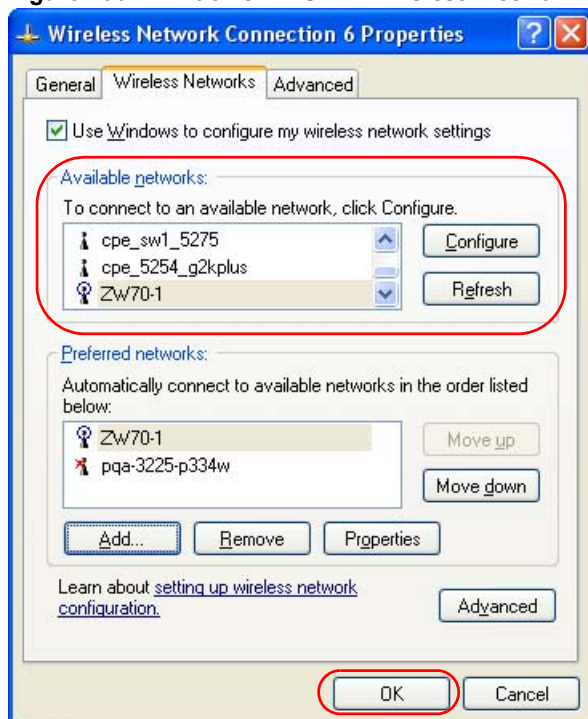 Wireless Network Connection 6 Properties
General Wireless Networks Advanced
Use Windows to configure my wireless network settings
Available networks:
To connect to an available network, click Configure.
cpe_sw1_5275
cpe_5254_g2kplus
ZW70-1
Configure
Refresh
Preferred networks:
Automatically connect to available networks in the order listed
below:
ZW70-1
pqa-3225-p334w
Move up
Move down
Add... Remove Properties
Learn about setting up wireless network
configuration.
Advanced
OK Cancel